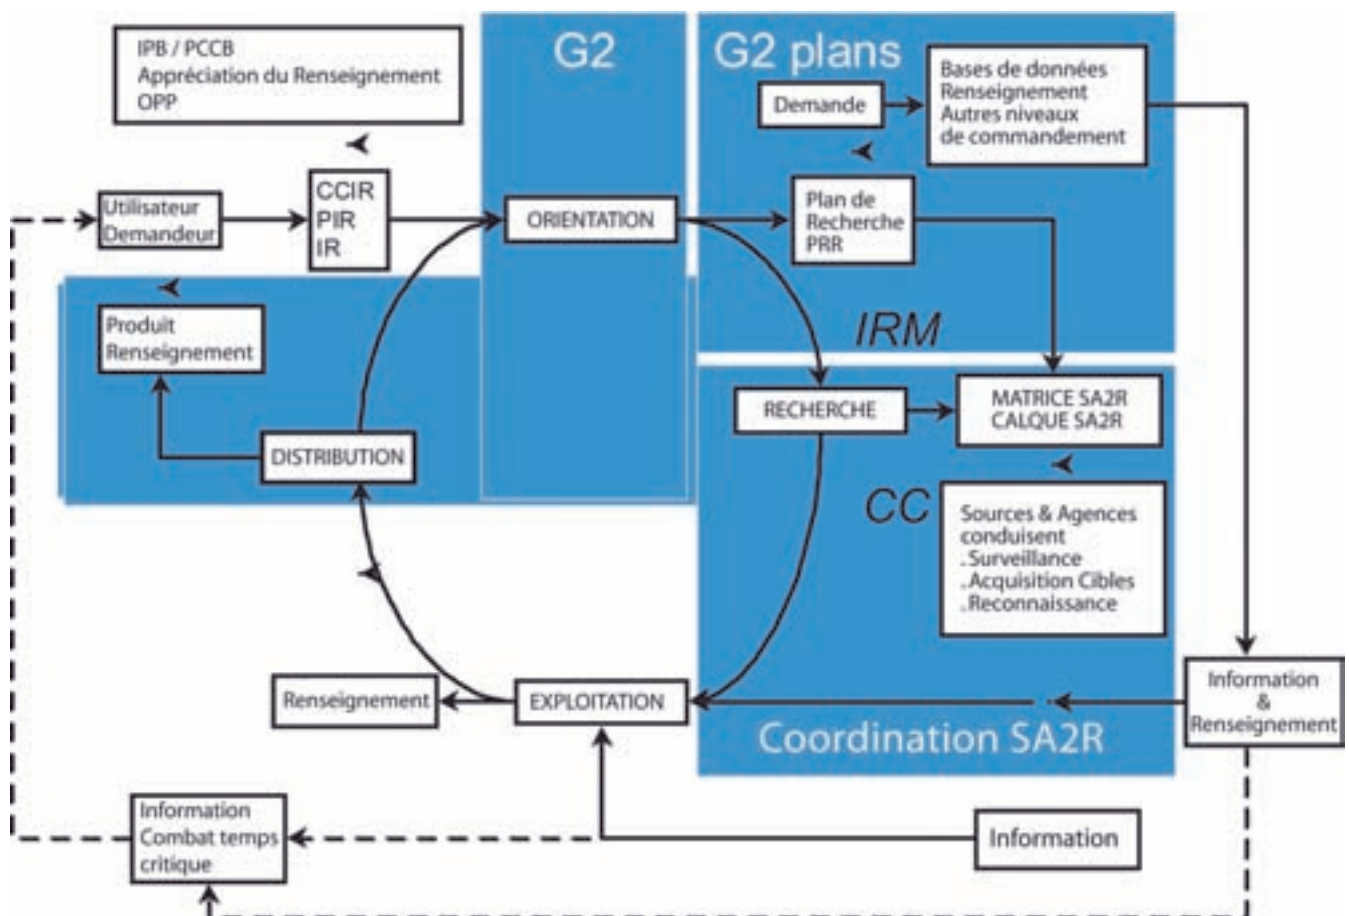 IPB / PCCB
Appréciation du Renseignement
OPP
G2
G2 plans
Demande
Bases de données
Renseignement
Autres niveaux
de commandement
Utilisateur
Demandeur
CCIR
PIR
IR
ORIENTATION
Plan de
Recherche
PRR
Produit
Renseignement
IRM
RECHERCHE
MATRICE SA2R
CALQUE SA2R
DISTRIBUTION
CC
Sources & Agences
conduisent
.Surveillance
.Acquisition Cibles
.Reconnaissance
Renseignement
EXPLOITATION
Information
&
Renseignement
Coordination SA2R
Information
Combat temps
critique
Information